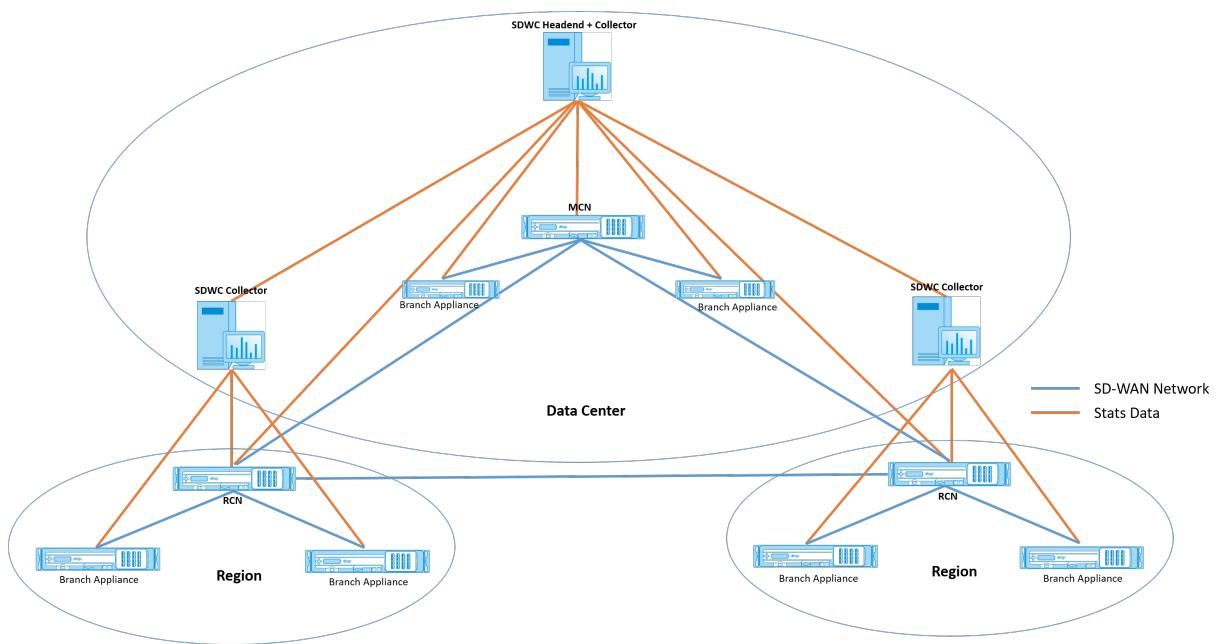 SDWC Headend + Collector
MCN
Branch Appliance
Branch Appliance
SDWC Collector
SDWC Collector
SD-WAN Network
Stats Data
Data Center
RCN
RCN
Branch Appliance
Region
Branch Appliance
Branch Appliance
Region
Branch Appliance